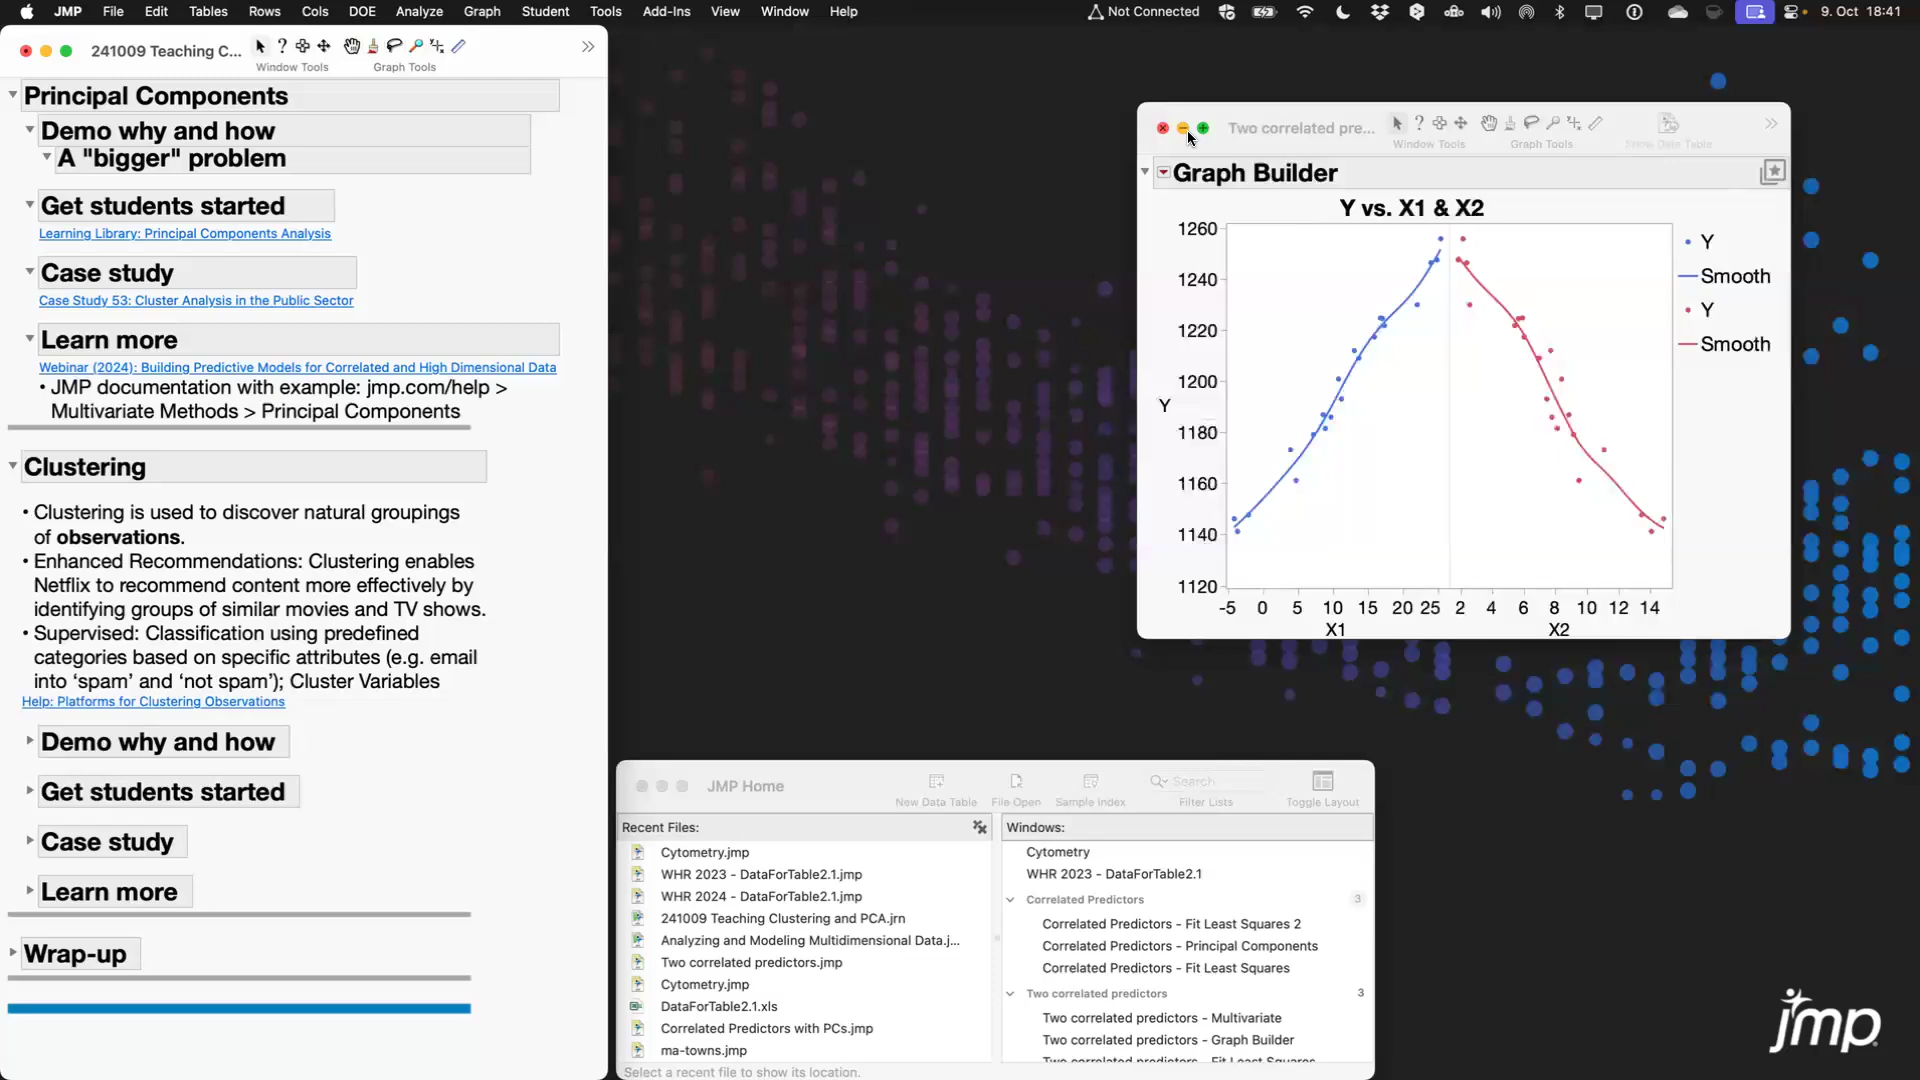 JMP File Edit Tables Rows Cols DOE Analyze Graph Student Tools Add-Ins View Window Help Not Connected 9. Oct 18:41
241009 Teaching C...
Window Tools
Graph Tools
Principal Components
Demo why and how
A "bigger" problem
Get students started
Learning Library: Principal Components Analysis
Case study
Case Study 53: Cluster Analysis in the Public Sector
Learn more
Webinar (2024): Building Predictive Models for Correlated and High Dimensional Data
• JMP documentation with example: jmp.com/help >
Multivariate Methods > Principal Components
Clustering
• Clustering is used to discover natural groupings
of observations.
• Enhanced Recommendations: Clustering enables
Netflix to recommend content more effectively by
identifying groups of similar movies and TV shows.
• Supervised: Classification using predefined
categories based on specific attributes (e.g. email
into ‘spam’ and ‘not spam’); Cluster Variables
Help: Platforms for Clustering Observations
Demo why and how
Get students started
Case study
Learn more
Wrap-up
Two correlated pre...
Window Tools
Graph Tools
Show Data Table
Graph Builder
Y vs. X1 & X2
1260
1240
1220
1200
1180
1160
1140
1120
Y
-5 0 5 10 15 20 25 2 4 6 8 10 12 14
X1 X2
Y
Smooth
Y
Smooth
JMP Home
New Data Table
File Open
Sample Index
Search
Filter Lists
Toggle Layout
Recent Files:
Cytometry.jmp
WHR 2023 - DataForTable2.1.jmp
WHR 2024 - DataForTable2.1.jmp
241009 Teaching Clustering and PCA.jrn
Analyzing and Modeling Multidimensional Data.j...
Two correlated predictors.jmp
Cytometry.jmp
DataForTable2.1.xls
Correlated Predictors with PCs.jmp
ma-towns.jmp
Select a recent file to show its location.
Windows:
Cytometry
WHR 2023 - DataForTable2.1
Correlated Predictors 3
Correlated Predictors - Fit Least Squares 2
Correlated Predictors - Principal Components
Correlated Predictors - Fit Least Squares
Two correlated predictors 3
Two correlated predictors - Multivariate
Two correlated predictors - Graph Builder
Two correlated predictors - Fit Least Squares
jmp